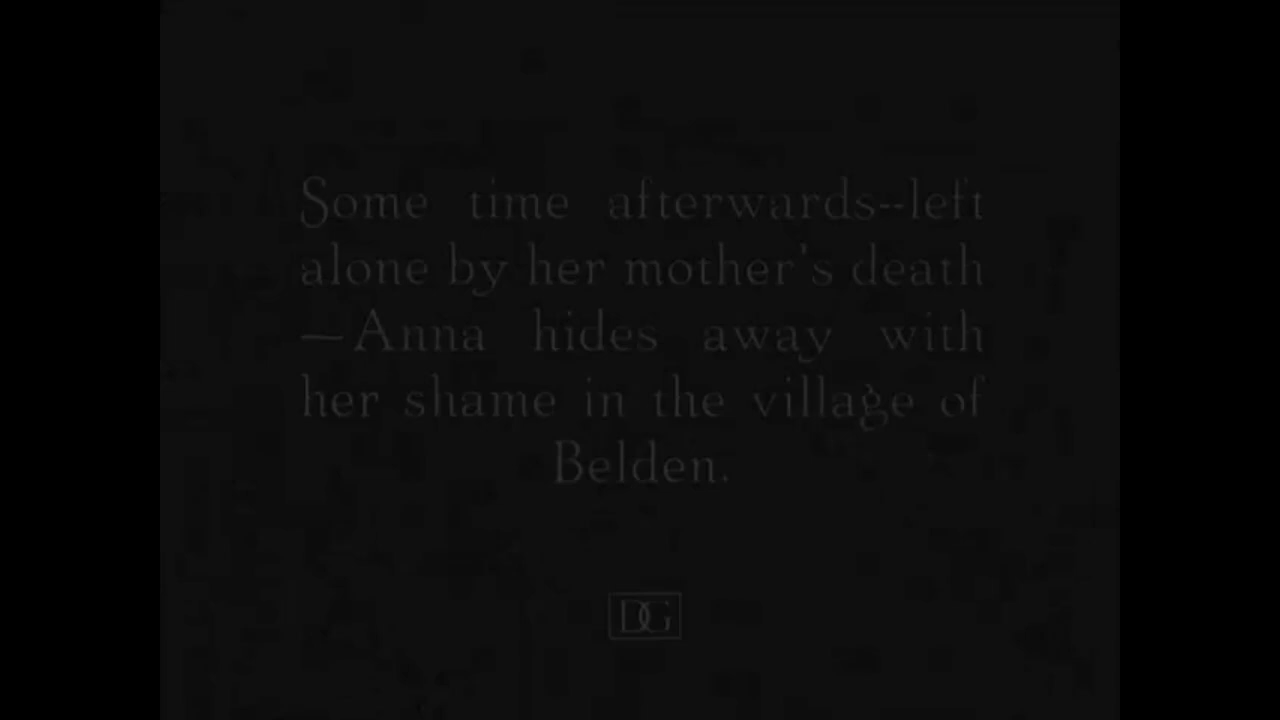 Some time afterwards--left
alone by her mother's death
—Anna hides away with
her shame in the village of
Belden.
DG